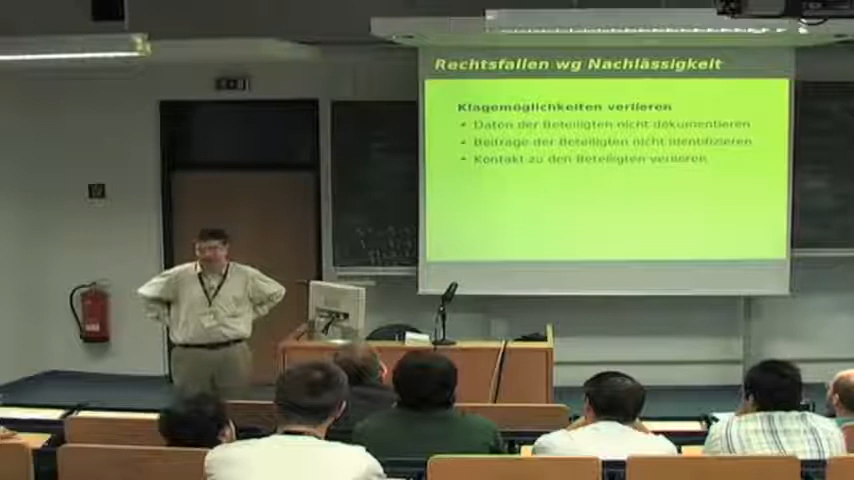 Rechtsfallen wg Nachlässigkeit
Klagemöglichkeiten verlieren
• Daten der Beteiligten nicht dokumentieren
• Beiträge der Beteiligten nicht identifizieren
• Kontakt zu den Beteiligten verlieren